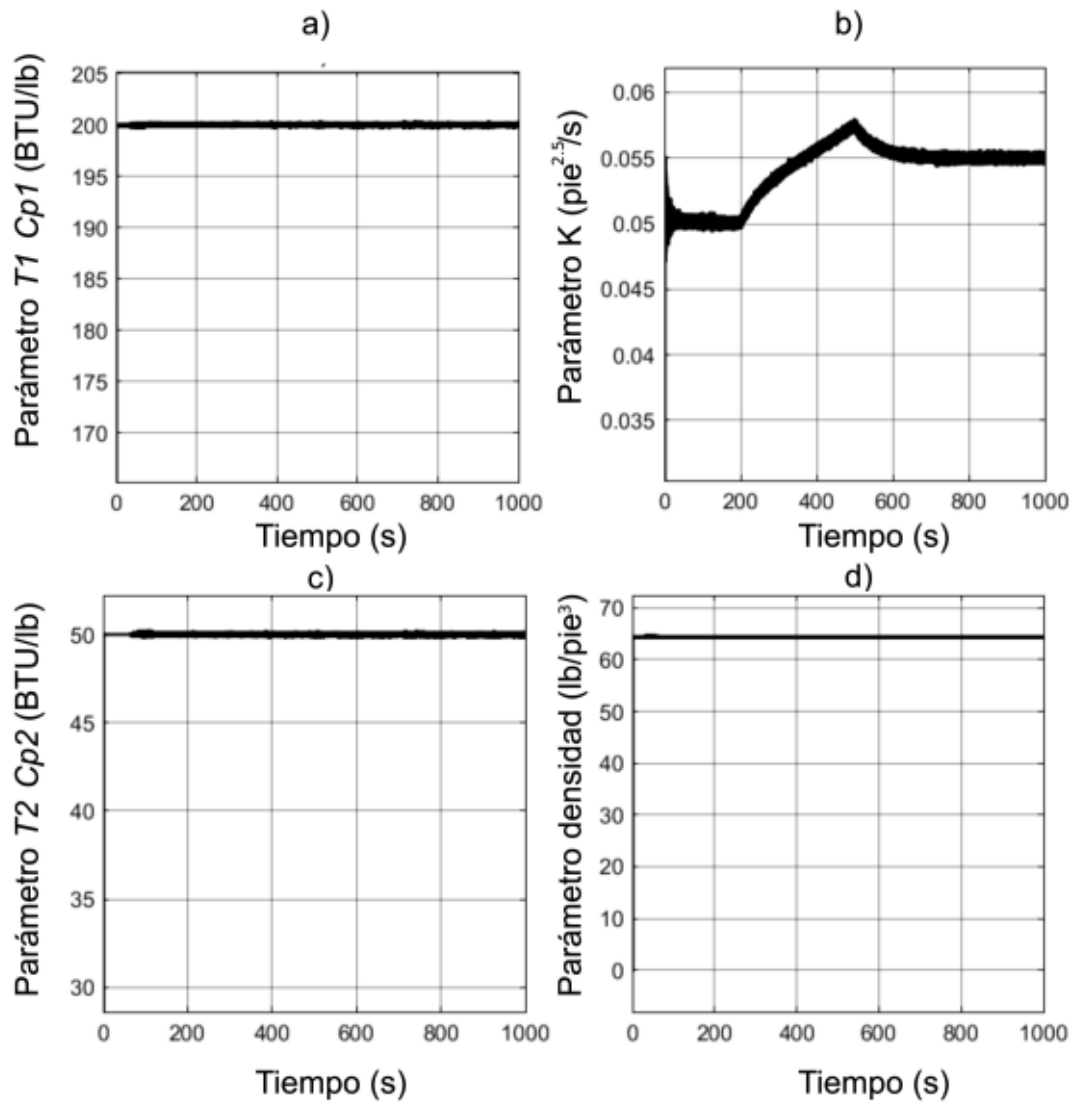 a)
Parámetro T1 Cp1 (BTU/lb)
205
200
195
190
185
180
175
170
0 200 400 600 800 1000
Tiempo (s)
b)
Parámetro K (pie^2.5/s)
0.06
0.055
0.05
0.045
0.04
0.035
0 200 400 600 800 1000
Tiempo (s)
c)
Parámetro T2 Cp2 (BTU/lb)
50
45
40
35
30
0 200 400 600 800 1000
Tiempo (s)
d)
Parámetro densidad (lb/pie³)
70
60
50
40
30
20
10
0
0 200 400 600 800 1000
Tiempo (s)